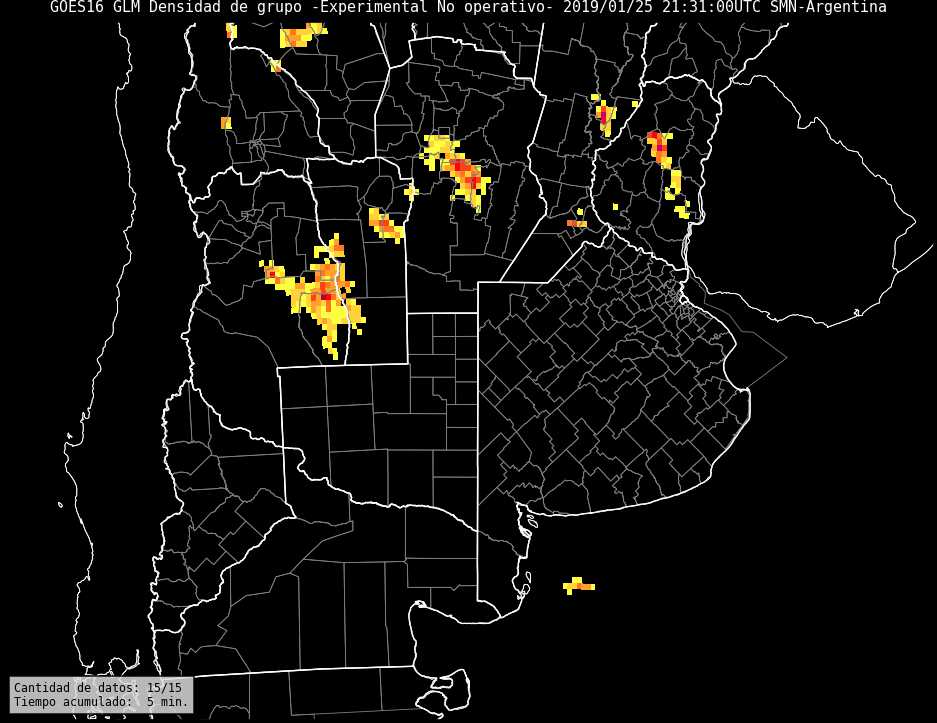 GOES16 GLM Densidad de grupo -Experimental No operativo- 2019/01/25 21:31:00UTC SMN-Argentina
Cantidad de datos: 15/15
Tiempo acumulado:  5 min.